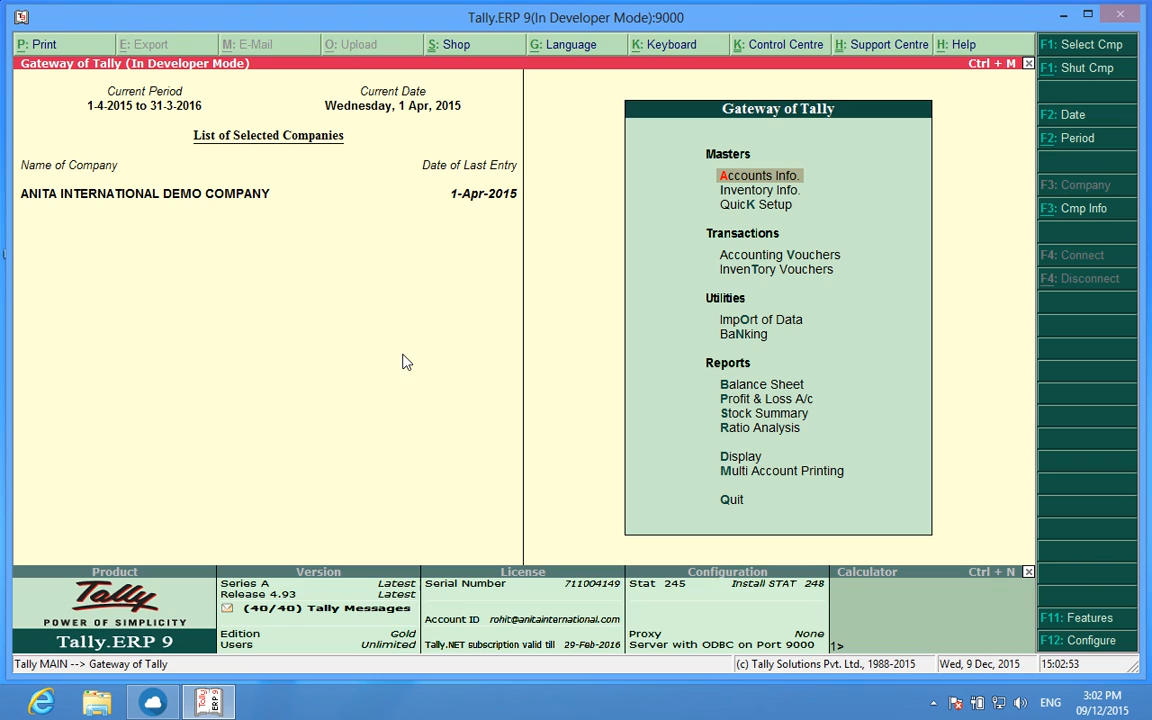 Tally.ERP 9(In Developer Mode):9000
P: Print
E: Export
M: E-Mail
O: Upload
S: Shop
G: Language
K: Keyboard
K: Control Centre
H: Support Centre
H: Help
Gateway of Tally (In Developer Mode)
Ctrl + M
Current Period
Current Date
1-4-2015 to 31-3-2016
Wednesday, 1 Apr, 2015
List of Selected Companies
Name of Company
Date of Last Entry
ANITA INTERNATIONAL DEMO COMPANY
1-Apr-2015
Gateway of Tally
Masters
Accounts Info.
Inventory Info.
QuicK Setup
Transactions
Accounting Vouchers
InvenTory Vouchers
Utilities
ImpOrt of Data
BaNking
Reports
Balance Sheet
Profit & Loss A/c
Stock Summary
Ratio Analysis
Display
Multi Account Printing
Quit
F1: Select Cmp
F1: Shut Cmp
F2: Date
F2: Period
F3: Company
F3: Cmp Info
F4: Connect
F4: Disconnect
F11: Features
F12: Configure
Product
Tally
POWER OF SIMPLICITY
Tally.ERP 9
Version
Series A Latest
Release 4.93 Latest
(40/40) Tally Messages
Edition Gold
Users Unlimited
License
Serial Number 711004149
Account ID rohit@anitainternational.com
Tally.NET subscription valid till 29-Feb-2016
Configuration
Stat 245 Install STAT 248
Proxy None
Server with ODBC on Port 9000
Calculator
Ctrl + N
1>
Tally MAIN --> Gateway of Tally
(c) Tally Solutions Pvt. Ltd., 1988-2015
Wed, 9 Dec, 2015
15:02:53
ENG
3:02 PM
09/12/2015